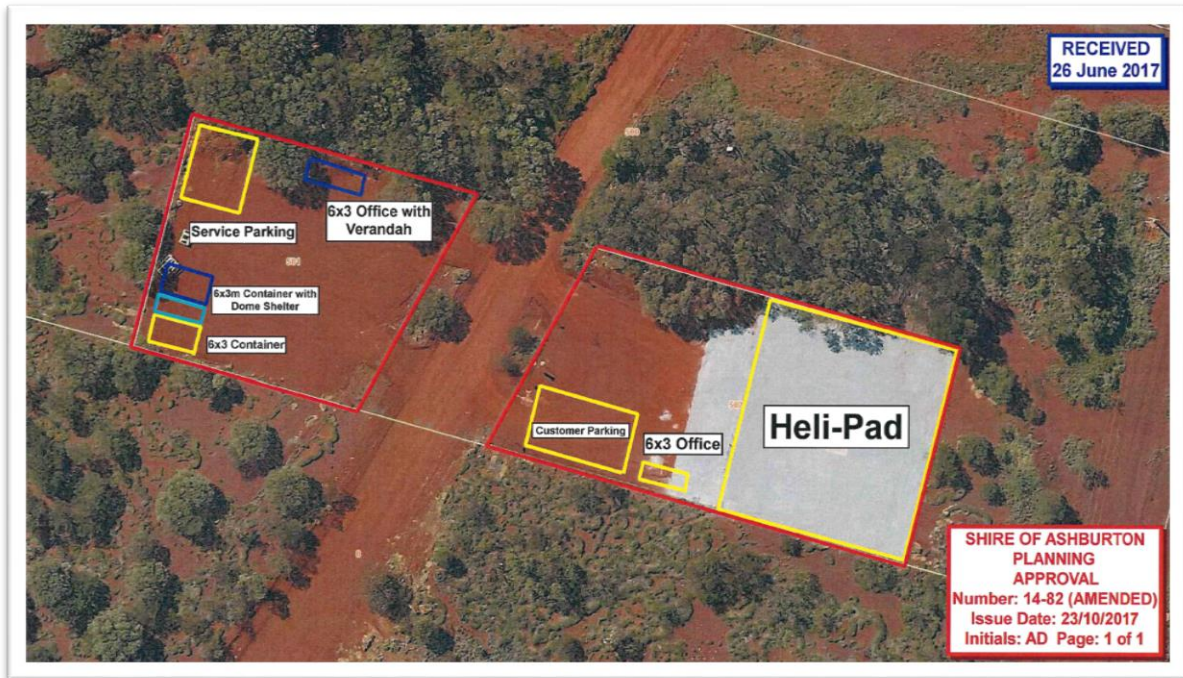 RECEIVED
26 June 2017
580
6x3 Office with
Verandah
Service Parking
6x3m Container with
Dome Shelter
6x3 Container
Customer Parking
6x3 Office
Heli-Pad
SHIRE OF ASHBURTON
PLANNING
APPROVAL
Number: 14-82 (AMENDED)
Issue Date: 23/10/2017
Initials: AD Page: 1 of 1